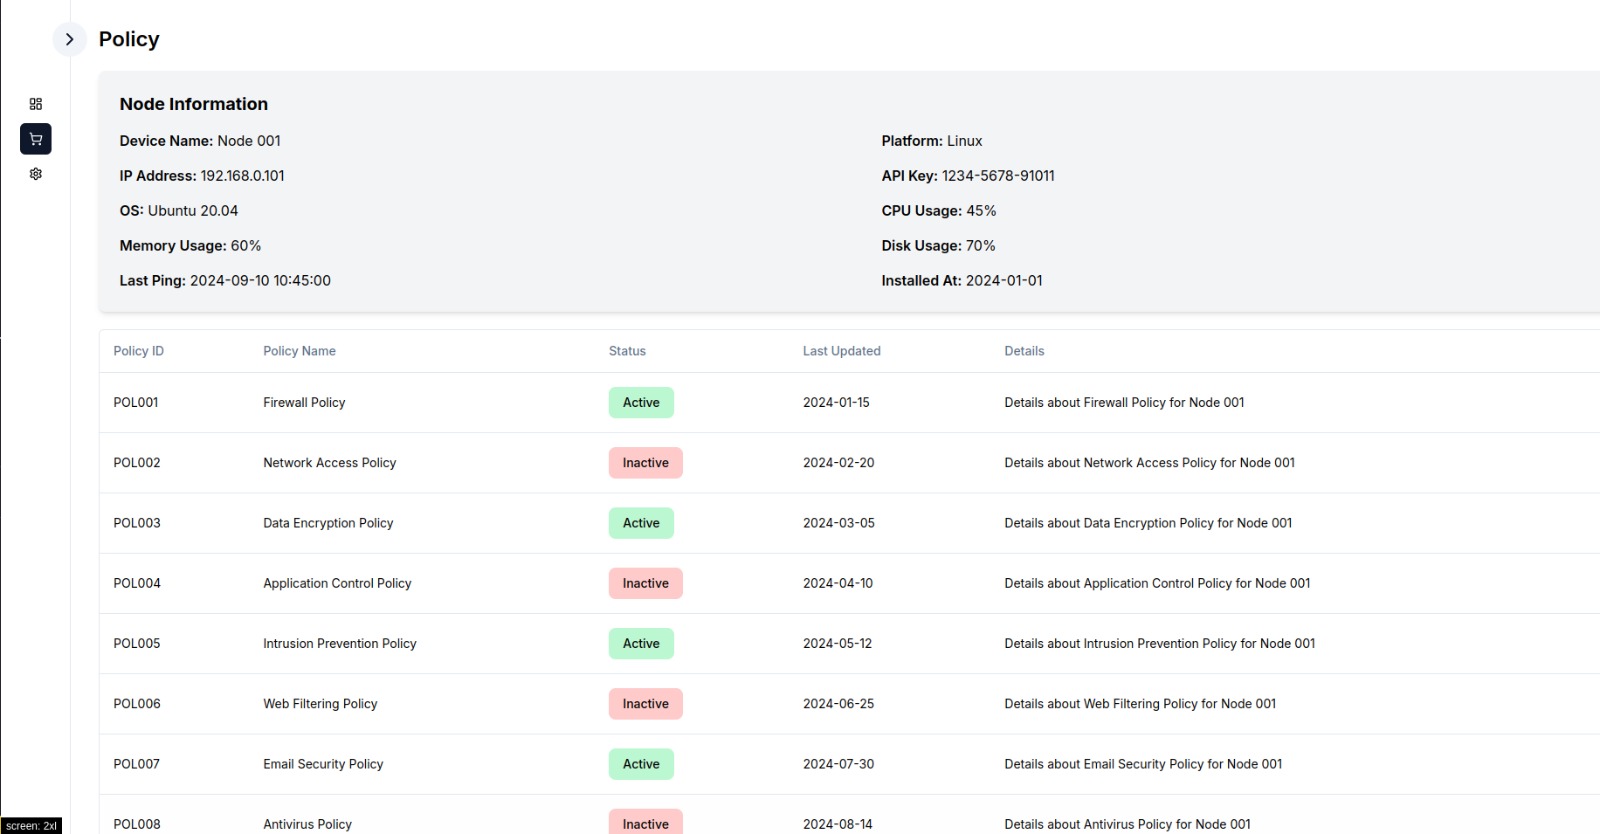 Policy
Node Information
Device Name: Node 001
Platform: Linux
IP Address: 192.168.0.101
API Key: 1234-5678-91011
OS: Ubuntu 20.04
CPU Usage: 45%
Memory Usage: 60%
Disk Usage: 70%
Last Ping: 2024-09-10 10:45:00
Installed At: 2024-01-01
Policy ID Policy Name Status Last Updated Details
POL001 Firewall Policy Active 2024-01-15 Details about Firewall Policy for Node 001
POL002 Network Access Policy Inactive 2024-02-20 Details about Network Access Policy for Node 001
POL003 Data Encryption Policy Active 2024-03-05 Details about Data Encryption Policy for Node 001
POL004 Application Control Policy Inactive 2024-04-10 Details about Application Control Policy for Node 001
POL005 Intrusion Prevention Policy Active 2024-05-12 Details about Intrusion Prevention Policy for Node 001
POL006 Web Filtering Policy Inactive 2024-06-25 Details about Web Filtering Policy for Node 001
POL007 Email Security Policy Active 2024-07-30 Details about Email Security Policy for Node 001
POL008 Antivirus Policy Inactive 2024-08-14 Details about Antivirus Policy for Node 001
screen: 2xl